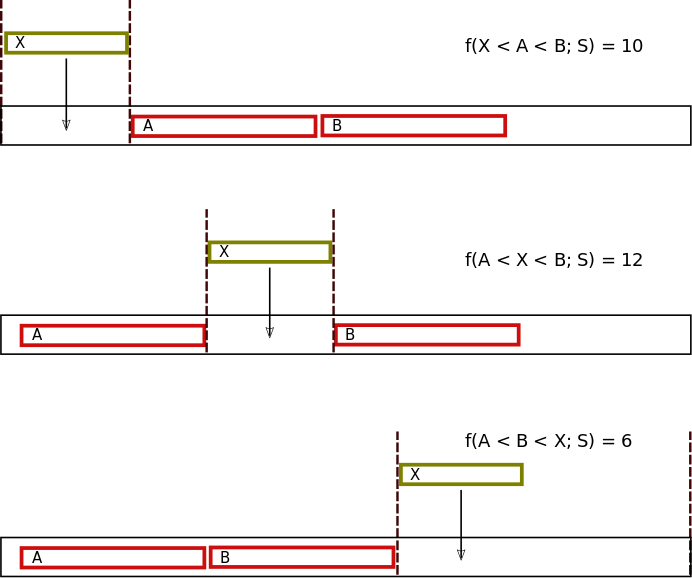 X
f(X < A < B; S) = 10
A B
X
f(A < X < B; S) = 12
A B
f(A < B < X; S) = 6
X
A B